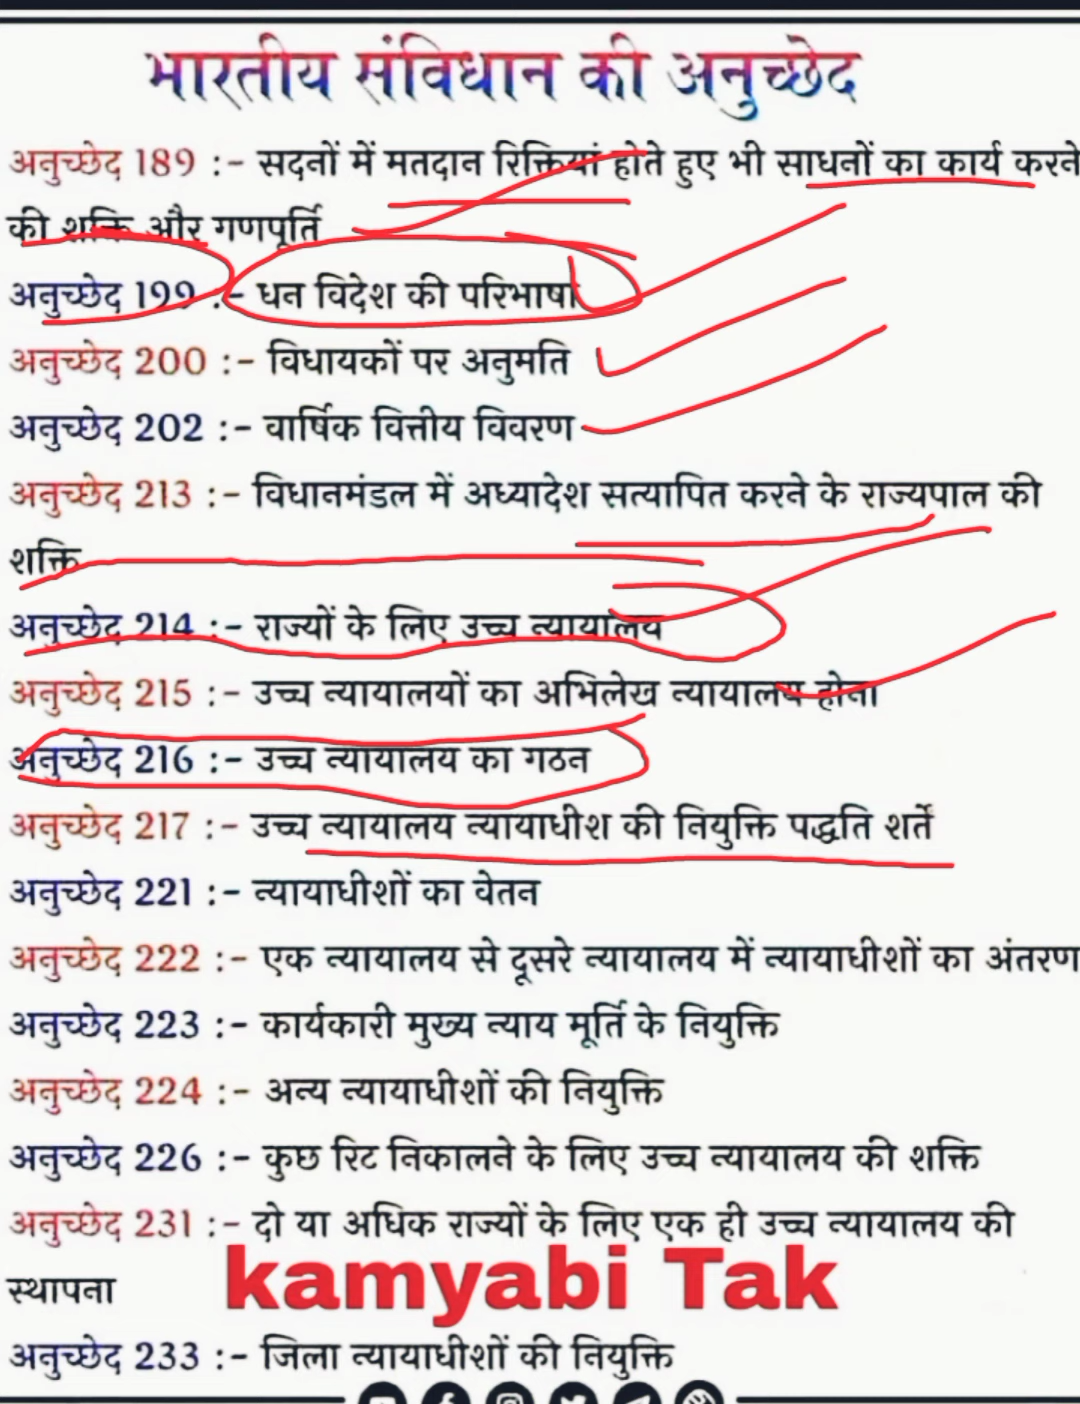 भारतीय संविधान की अनुच्छेद
अनुच्छेद 189 :- सदनों में मतदान रिक्तियां होते हुए भी साधनों का कार्य करने
की शक्ति और गणपूर्ति
अनुच्छेद 199 :- धन विदेश की परिभाषा
अनुच्छेद 200 :- विधायकों पर अनुमति
अनुच्छेद 202 :- वार्षिक वित्तीय विवरण
अनुच्छेद 213 :- विधानमंडल में अध्यादेश सत्यापित करने के राज्यपाल की
शक्ति
अनुच्छेद 214 :- राज्यों के लिए उच्च न्यायालय
अनुच्छेद 215 :- उच्च न्यायालयों का अभिलेख न्यायालय होना
अनुच्छेद 216 :- उच्च न्यायालय का गठन
अनुच्छेद 217 :- उच्च न्यायालय न्यायाधीश की नियुक्ति पद्धति शर्ते
अनुच्छेद 221 :- न्यायाधीशों का वेतन
अनुच्छेद 222 :- एक न्यायालय से दूसरे न्यायालय में न्यायाधीशों का अंतरण
अनुच्छेद 223 :- कार्यकारी मुख्य न्याय मूर्ति के नियुक्ति
अनुच्छेद 224 :- अन्य न्यायाधीशों की नियुक्ति
अनुच्छेद 226 :- कुछ रिट निकालने के लिए उच्च न्यायालय की शक्ति
अनुच्छेद 231 :- दो या अधिक राज्यों के लिए एक ही उच्च न्यायालय की
स्थापना
kamyabi Tak
अनुच्छेद 233 :- जिला न्यायाधीशों की नियुक्ति